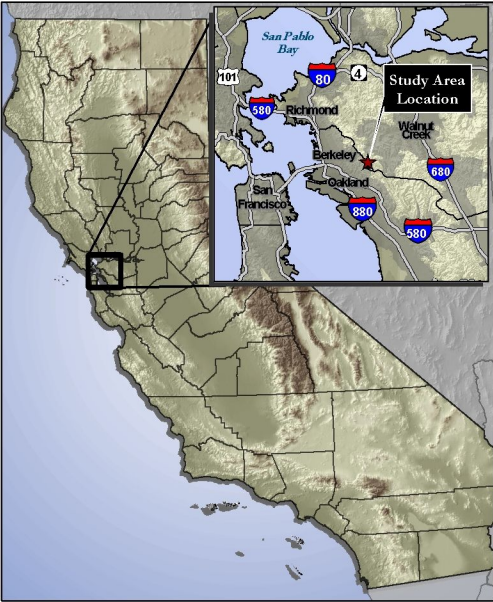 San Pablo
Bay
101
80
4
Study Area
Location
580
Richmond
Walnut
Creek
Berkeley
680
Oakland
San
Francisco
880
580